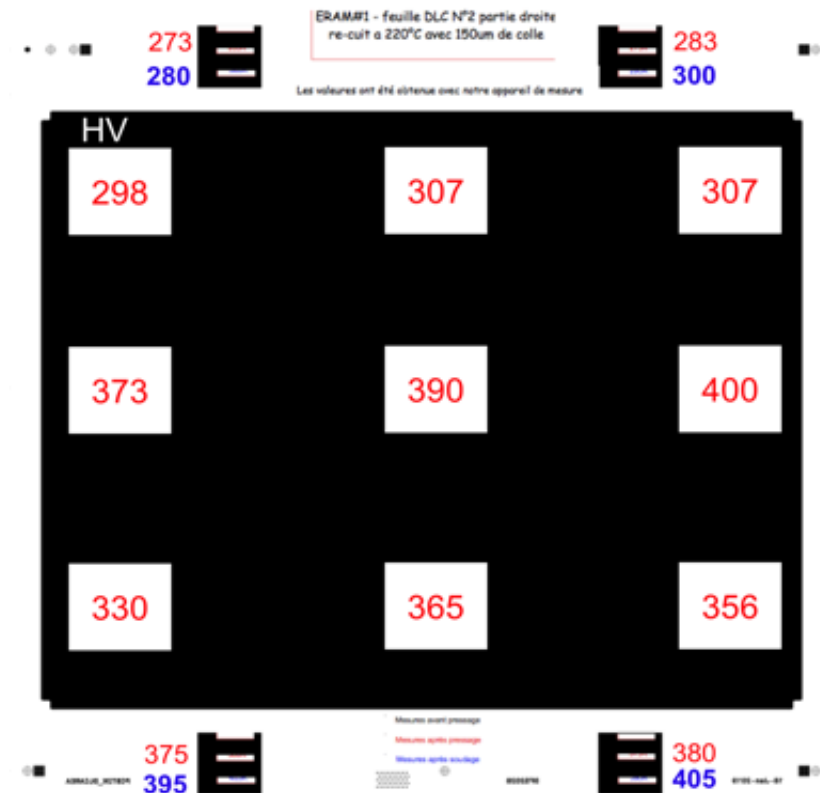 ERAM#1 - feuille DLC N°2 partie droite
re-cuit a 220°C avec 150um de colle
273
280
283
300
Les valeures ont été obtenue avec notre appareil de mesure
HV
298 307 307
373 390 400
330 365 356
Mesures avant pressage
Mesures après pressage
Mesures après soudage
375
395
380
405